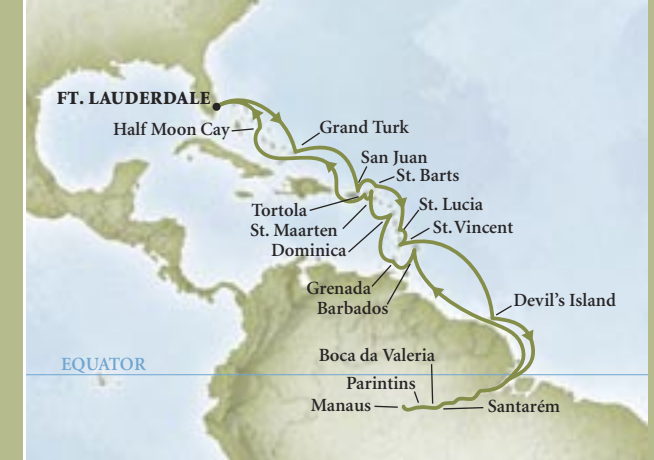 FT. LAUDERDALE
Half Moon Cay
Grand Turk
San Juan
St. Barts
Tortola
St. Lucia
St. Maarten
St. Vincent
Dominica
Grenada
Barbados
Devil's Island
EQUATOR
Boca da Valeria
Parintins
Manaus
Santarém